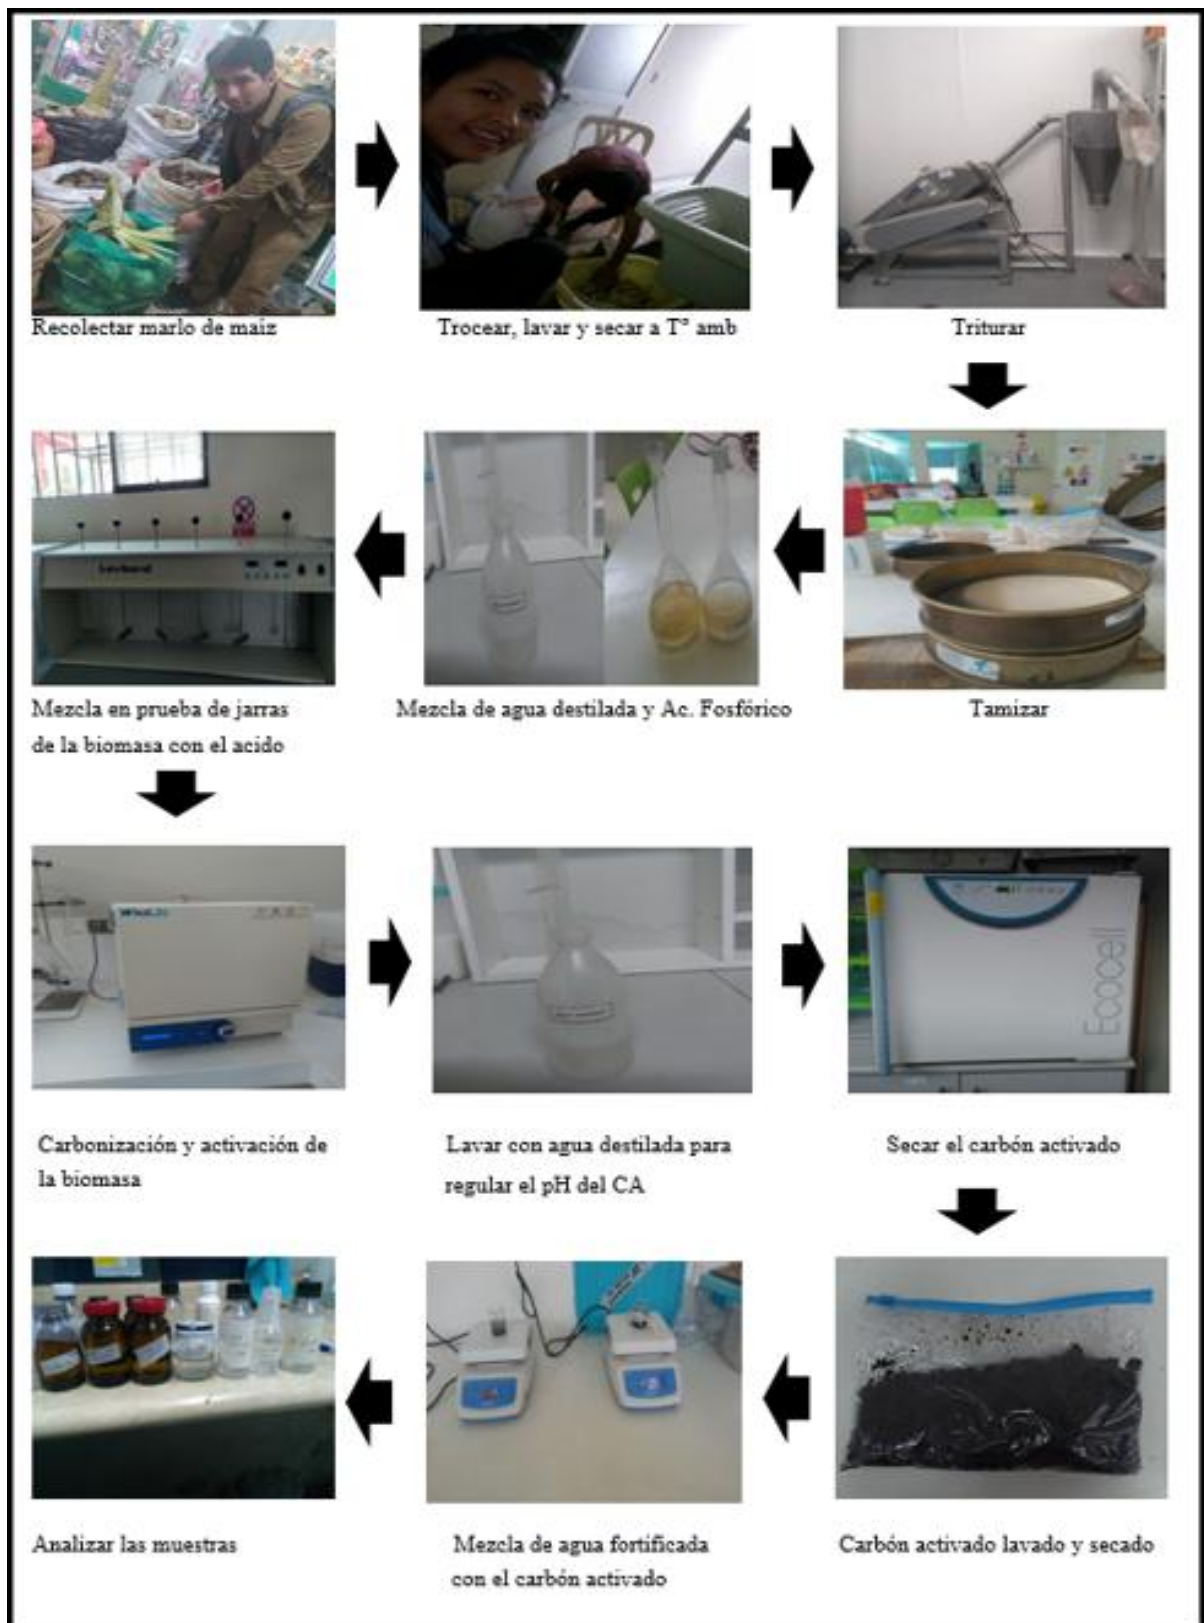 Recolectar marlo de maíz
Trocear, lavar y secar a Tº amb
Triturar
Mezcla en prueba de jarras
de la biomasa con el acido
Mezcla de agua destilada y Ac. Fosfórico
Tamizar
Ecocell
Carbonización y activación de
la biomasa
Lavar con agua destilada para
regular el pH del CA
Secar el carbón activado
Analizar las muestras
Mezcla de agua fortificada
con el carbón activado
Carbón activado lavado y secado